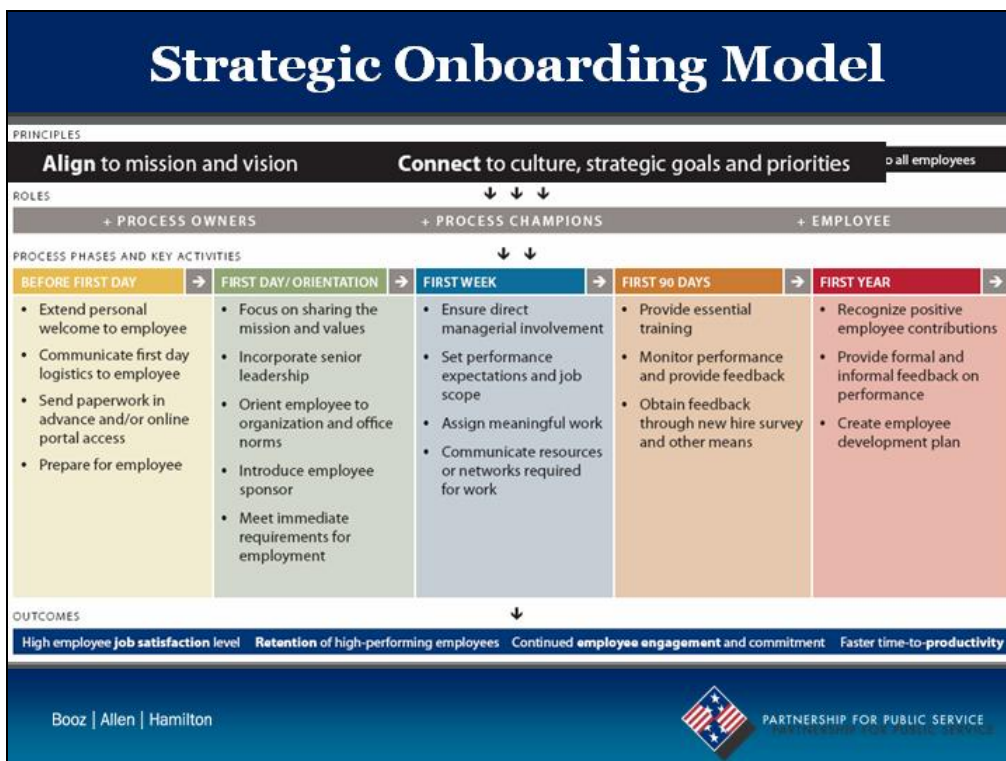 Strategic Onboarding Model
PRINCIPLES
Align to mission and vision
Connect to culture, strategic goals and priorities
all employees
ROLES
+ PROCESS OWNERS
+ PROCESS CHAMPIONS
+ EMPLOYEE
PROCESS PHASES AND KEY ACTIVITIES
BEFORE FIRST DAY
• Extend personal
welcome to employee
• Communicate first day
logistics to employee
• Send paperwork in
advance and/or online
portal access
• Prepare for employee
FIRST DAY/ORIENTATION
• Focus on sharing the
mission and values
• Incorporate senior
leadership
• Orient employee to
organization and office
norms
• Introduce employee
sponsor
• Meet immediate
requirements for
employment
FIRST WEEK
• Ensure direct
managerial involvement
• Set performance
expectations and job
scope
• Assign meaningful work
• Communicate resources
or networks required
for work
FIRST 90 DAYS
• Provide essential
training
• Monitor performance
and provide feedback
• Obtain feedback
through new hire survey
and other means
FIRST YEAR
• Recognize positive
employee contributions
• Provide formal and
informal feedback on
performance
• Create employee
development plan
OUTCOMES
High employee job satisfaction level
Retention of high-performing employees
Continued employee engagement and commitment
Faster time-to-productivity
Booz | Allen | Hamilton
PARTNERSHIP FOR PUBLIC SERVICE
PARTNERSHIP FOR PUBLIC SERVICE